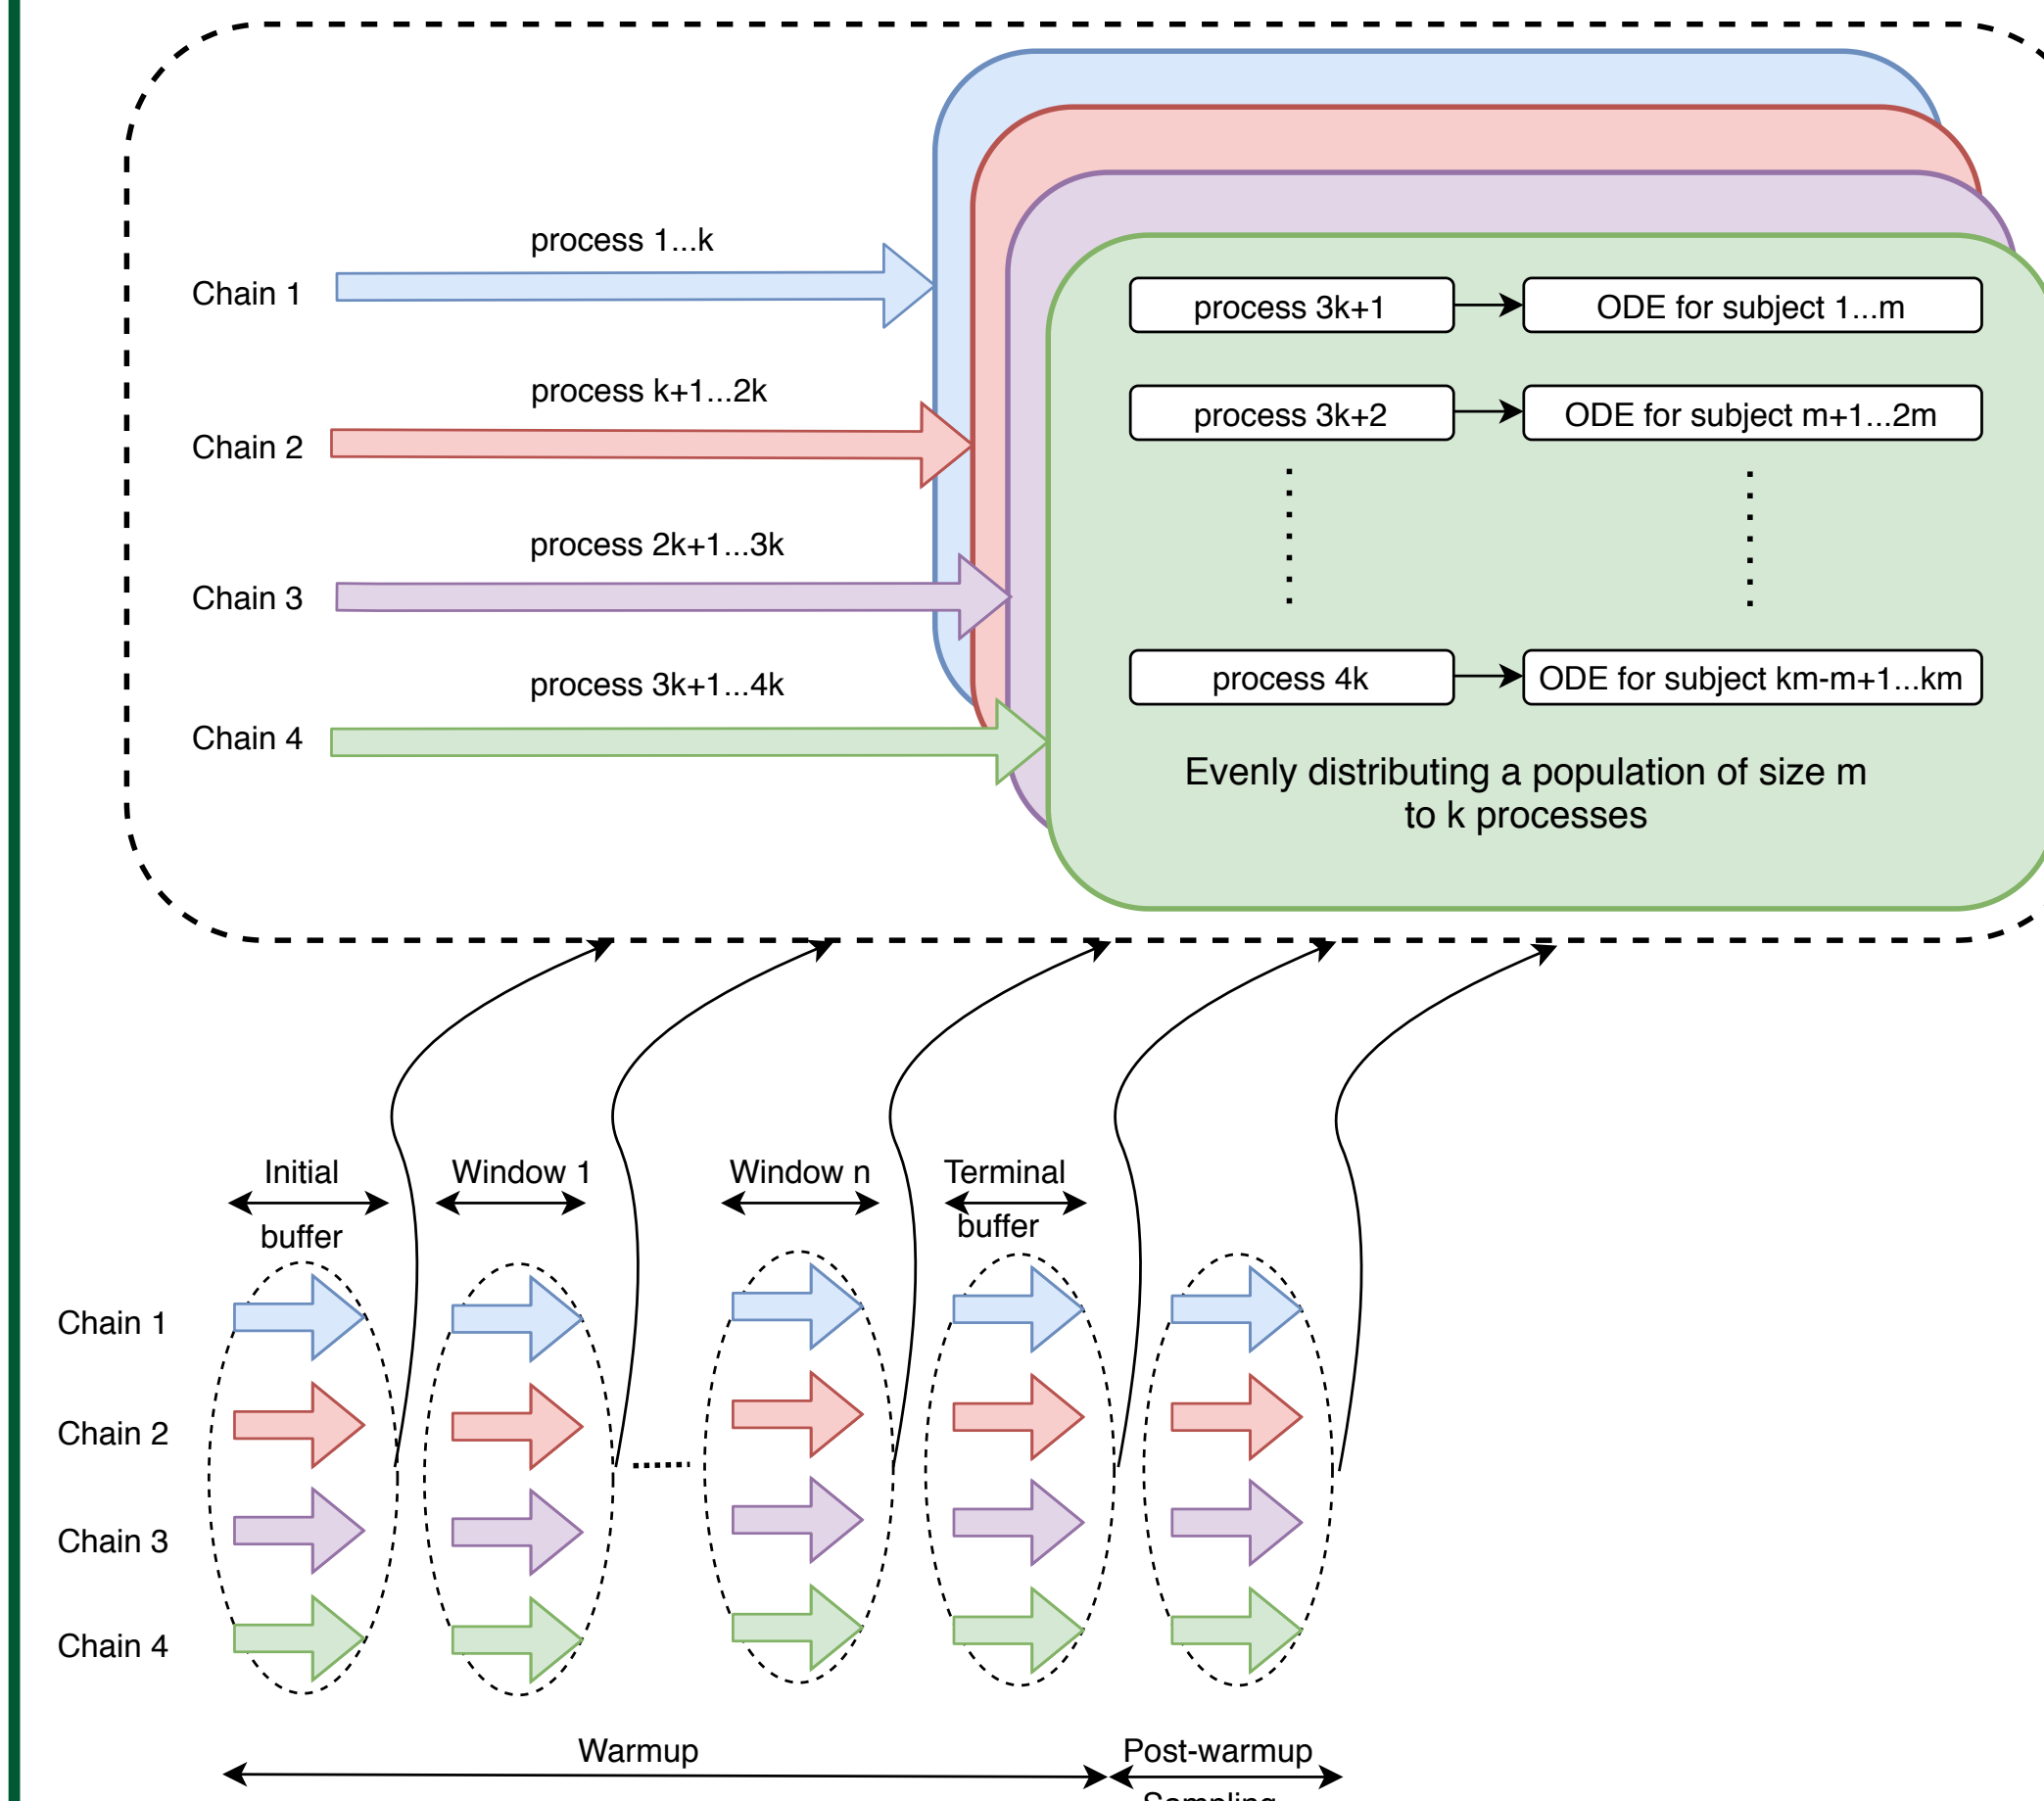 process 1...k
Chain 1
process k+1...2k
Chain 2
process 2k+1...3k
Chain 3
process 3k+1...4k
Chain 4
process 3k+1
ODE for subject 1...m
process 3k+2
ODE for subject m+1...2m
process 4k
ODE for subject km-m+1...km
Evenly distributing a population of size m
to k processes
Initial
buffer
Window 1
Window n
Terminal
buffer
Chain 1
Chain 2
Chain 3
Chain 4
Warmup
Post-warmup
Sampling